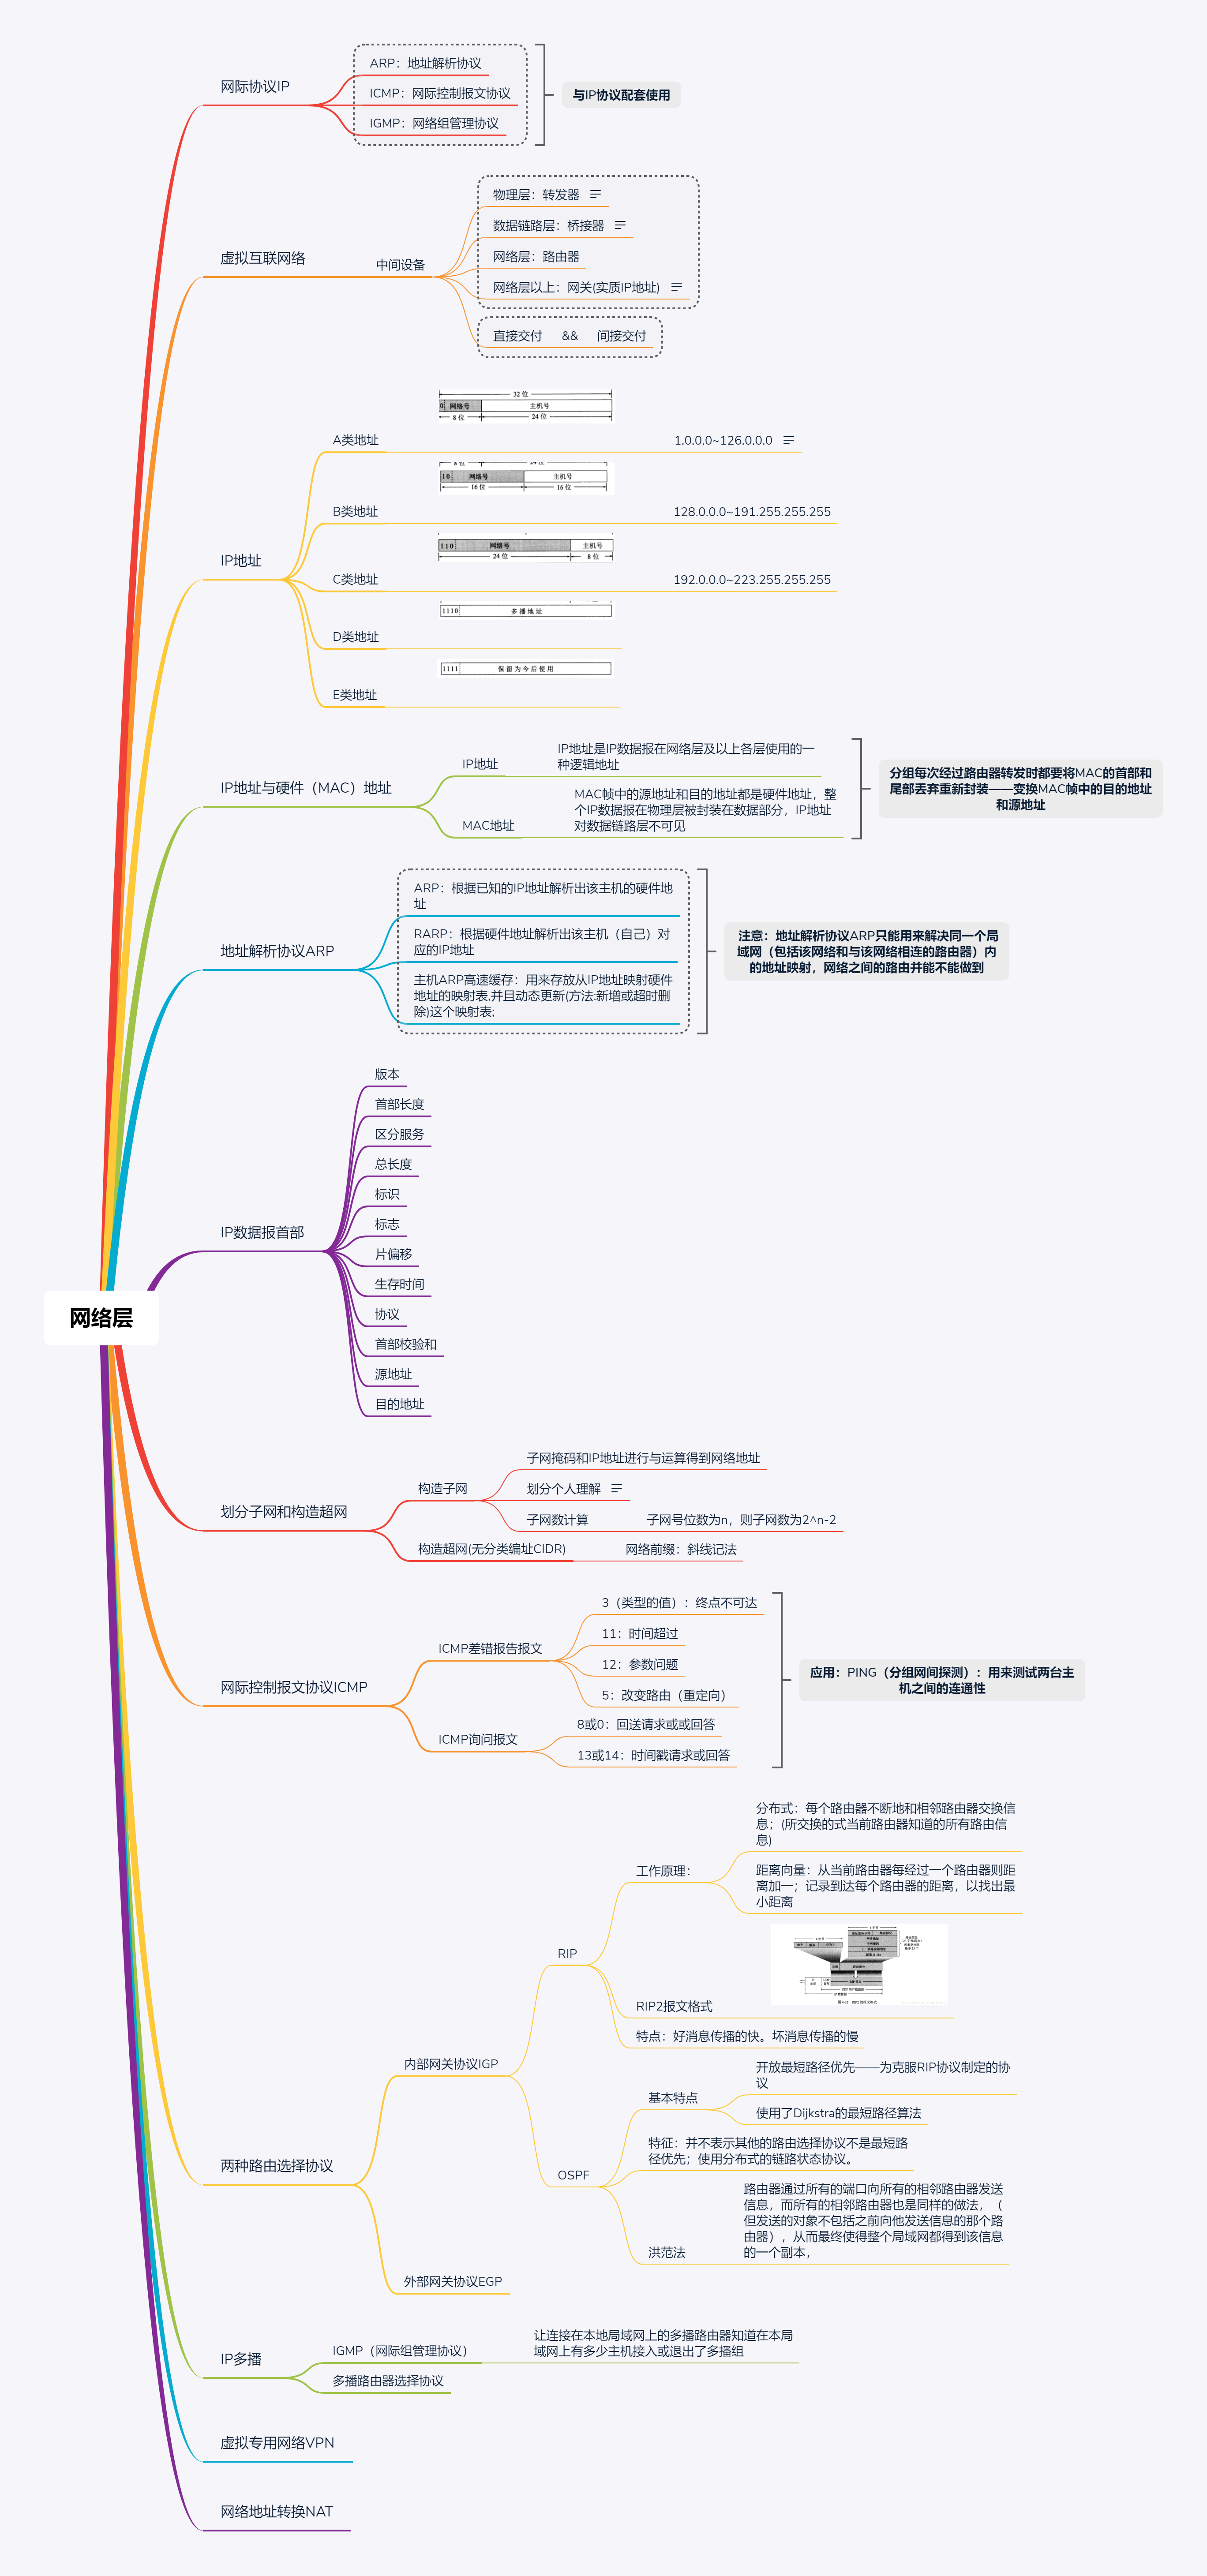 网际协议IP
ARP：地址解析协议
ICMP：网际控制报文协议
IGMP：网络组管理协议
与IP协议配套使用
虚拟互联网络
中间设备
物理层：转发器
数据链路层：桥接器
网络层：路由器
网络层以上：网关(实质IP地址)
直接交付 && 间接交付
IP地址
A类地址
32 位
0 网络号 主机号
8 位 24 位
1.0.0.0~126.0.0.0
B类地址
10 网络号 主机号
16 位 16 位
128.0.0.0~191.255.255.255
C类地址
110 网络号 主机号
24 位 8 位
192.0.0.0~223.255.255.255
D类地址
1110 多播地址
E类地址
1111 保留为今后使用
IP地址与硬件（MAC）地址
IP地址
IP地址是IP数据报在网络层及以上各层使用的一
种逻辑地址
MAC地址
MAC帧中的源地址和目的地址都是硬件地址，整
个IP数据报在物理层被封装在数据部分，IP地址
对数据链路层不可见
分组每次经过路由器转发时都要将MAC的首部和
尾部丢弃重新封装——变换MAC帧中的目的地址
和源地址
地址解析协议ARP
ARP：根据已知的IP地址解析出该主机的硬件地
址
RARP：根据硬件地址解析出该主机（自己）对
应的IP地址
主机ARP高速缓存：用来存放从IP地址映射硬件
地址的映射表,并且动态更新(方法:新增或超时删
除)这个映射表;
注意：地址解析协议ARP只能用来解决同一个局
域网（包括该网络和与该网络相连的路由器）内
的地址映射，网络之间的路由并能不能做到
IP数据报首部
版本
首部长度
区分服务
总长度
标识
标志
片偏移
生存时间
协议
首部校验和
源地址
目的地址
网络层
划分子网和构造超网
构造子网
子网掩码和IP地址进行与运算得到网络地址
划分个人理解
子网数计算
子网号位数为n，则子网数为2^n-2
构造超网(无分类编址CIDR)
网络前缀：斜线记法
网际控制报文协议ICMP
ICMP差错报告报文
3（类型的值）：终点不可达
11：时间超过
12：参数问题
5：改变路由（重定向）
ICMP询问报文
8或0：回送请求或或回答
13或14：时间戳请求或回答
应用：PING（分组网间探测）：用来测试两台主
机之间的连通性
两种路由选择协议
内部网关协议IGP
RIP
工作原理：
分布式：每个路由器不断地和相邻路由器交换信
息；(所交换的式当前路由器知道的所有路由信
息)
距离向量：从当前路由器每经过一个路由器则距
离加一；记录到达每个路由器的距离，以找出最
小距离
RIP2报文格式
特点：好消息传播的快。坏消息传播的慢
OSPF
基本特点
开放最短路径优先——为克服RIP协议制定的协
议
使用了Dijkstra的最短路径算法
特征：并不表示其他的路由选择协议不是最短路
径优先；使用分布式的链路状态协议。
洪范法
路由器通过所有的端口向所有的相邻路由器发送
信息，而所有的相邻路由器也是同样的做法，（
但发送的对象不包括之前向他发送信息的那个路
由器），从而最终使得整个局域网都得到该信息
的一个副本，
外部网关协议EGP
IP多播
IGMP（网际组管理协议）
让连接在本地局域网上的多播路由器知道在本局
域网上有多少主机接入或退出了多播组
多播路由器选择协议
虚拟专用网络VPN
网络地址转换NAT